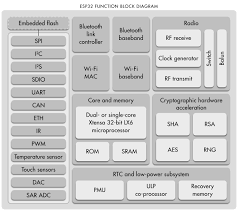 ESP32 FUNCTION BLOCK DIAGRAM
Embedded flash
SPI
I²C
I²S
SDIO
UART
CAN
ETH
IR
PWM
Temperature sensor
Touch sensors
DAC
SAR ADC
Bluetooth
link
controller
Bluetooth
baseband
Wi-Fi
MAC
Wi-Fi
baseband
Radio
RF receive
Clock generator
RF transmit
Switch
Balun
Core and memory
Dual- or single-core
Xtensa 32-bit LX6
microprocessor
ROM
SRAM
Cryptographic hardware
acceleration
SHA
RSA
AES
RNG
RTC and low-power subsystem
PMU
ULP
co-processor
Recovery
memory